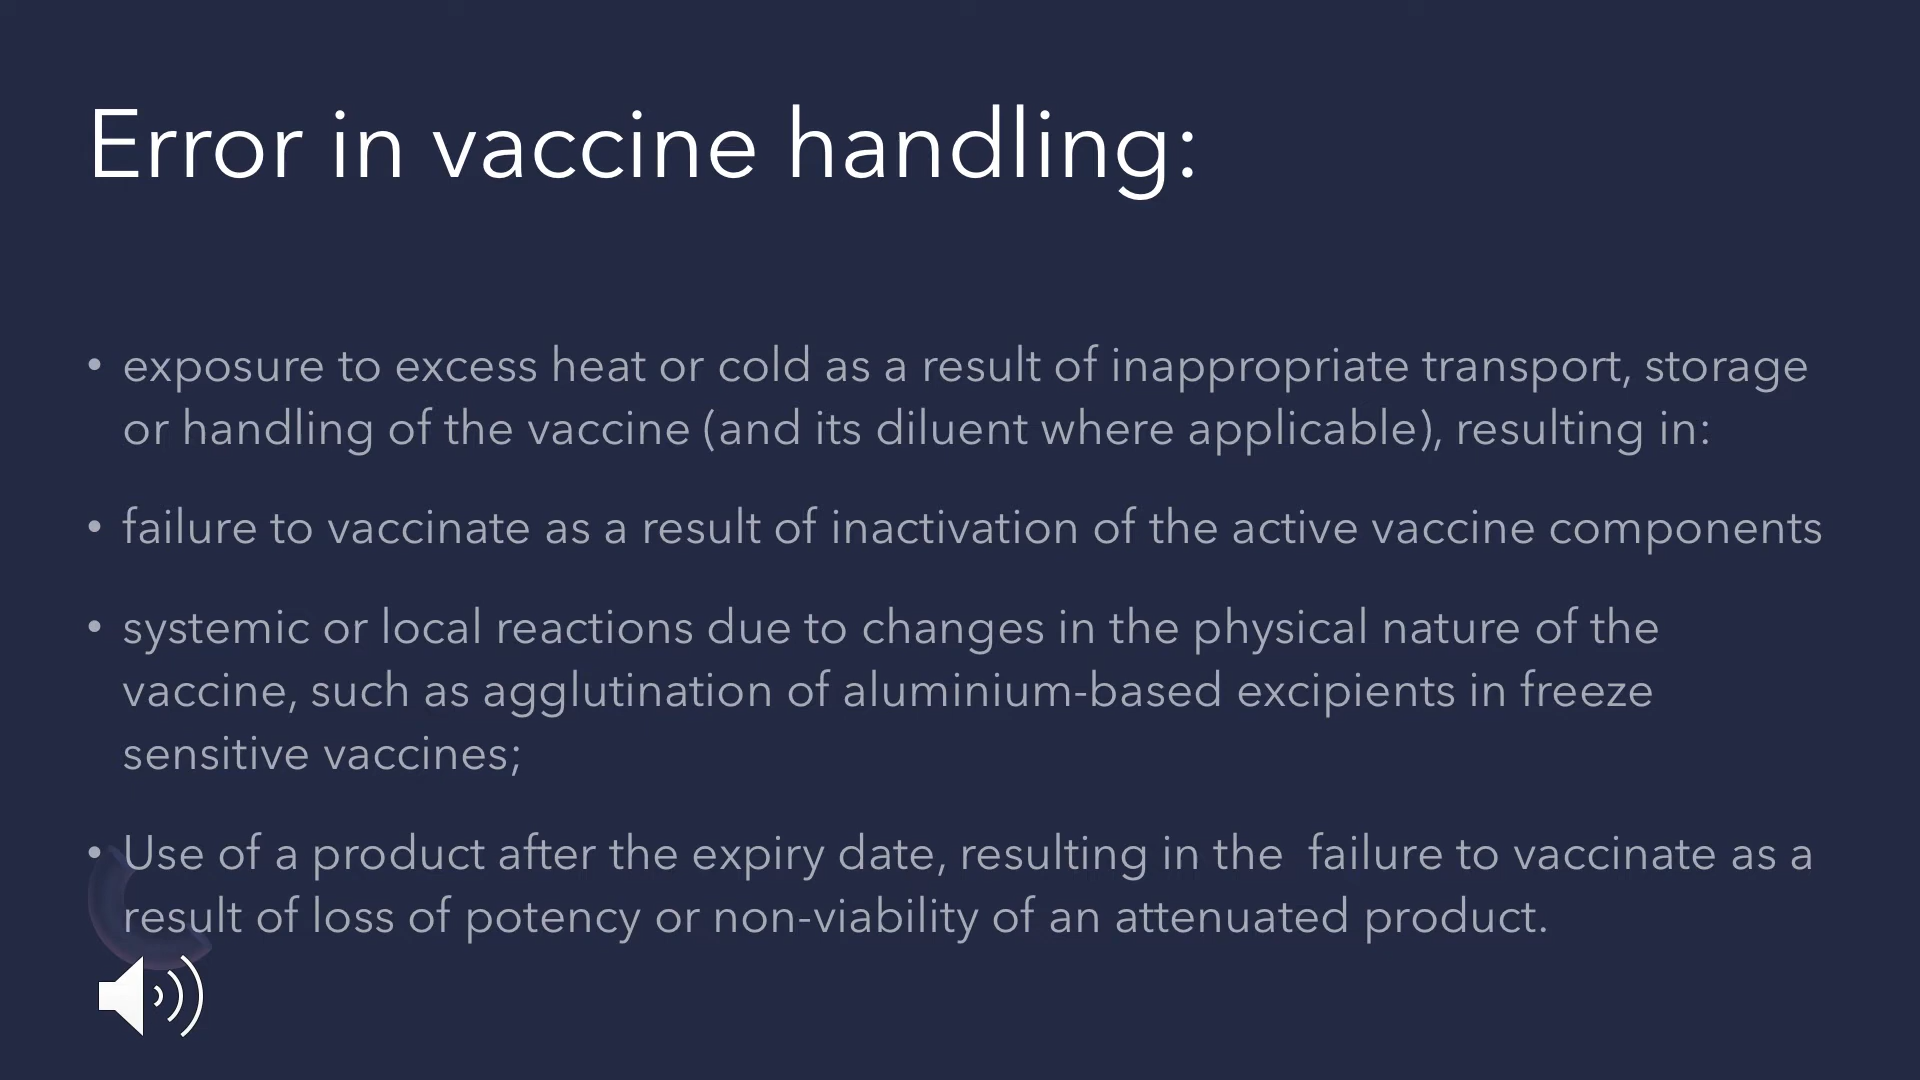 Error in vaccine handling:
• exposure to excess heat or cold as a result of inappropriate transport, storage
or handling of the vaccine (and its diluent where applicable), resulting in:
• failure to vaccinate as a result of inactivation of the active vaccine components
• systemic or local reactions due to changes in the physical nature of the
vaccine, such as agglutination of aluminium-based excipients in freeze
sensitive vaccines;
• Use of a product after the expiry date, resulting in the  failure to vaccinate as a
result of loss of potency or non-viability of an attenuated product.